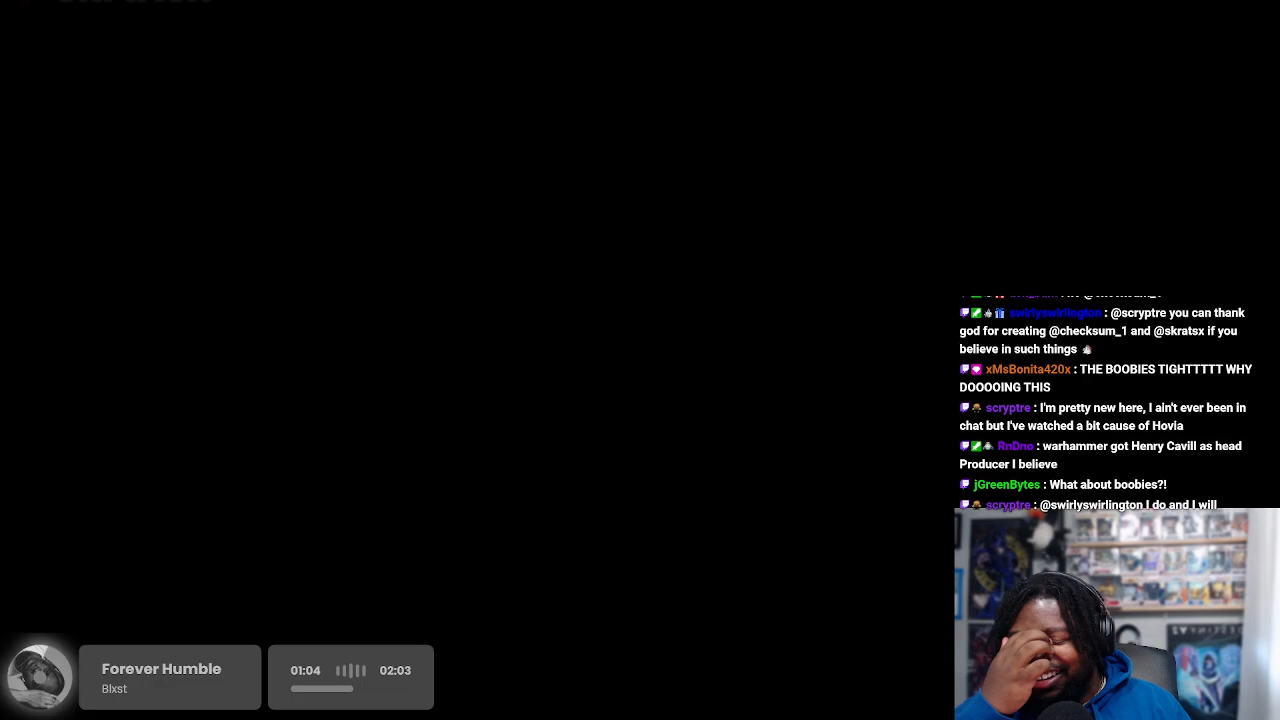 swirlyswirlington : @scryptre you can thank
god for creating @checksum_1 and @skratsx if you
believe in such things
xMsBonita420x : THE BOOBIES TIGHTTTTT WHY
DOOOOING THIS
scryptre : I'm pretty new here, I ain't ever been in
chat but I've watched a bit cause of Hovia
RnDno : warhammer got Henry Cavill as head
Producer I believe
jGreenBytes : What about boobies?!
scryptre : @swirlyswirlington I do and I will
Forever Humble
Blxst
01:04
02:03